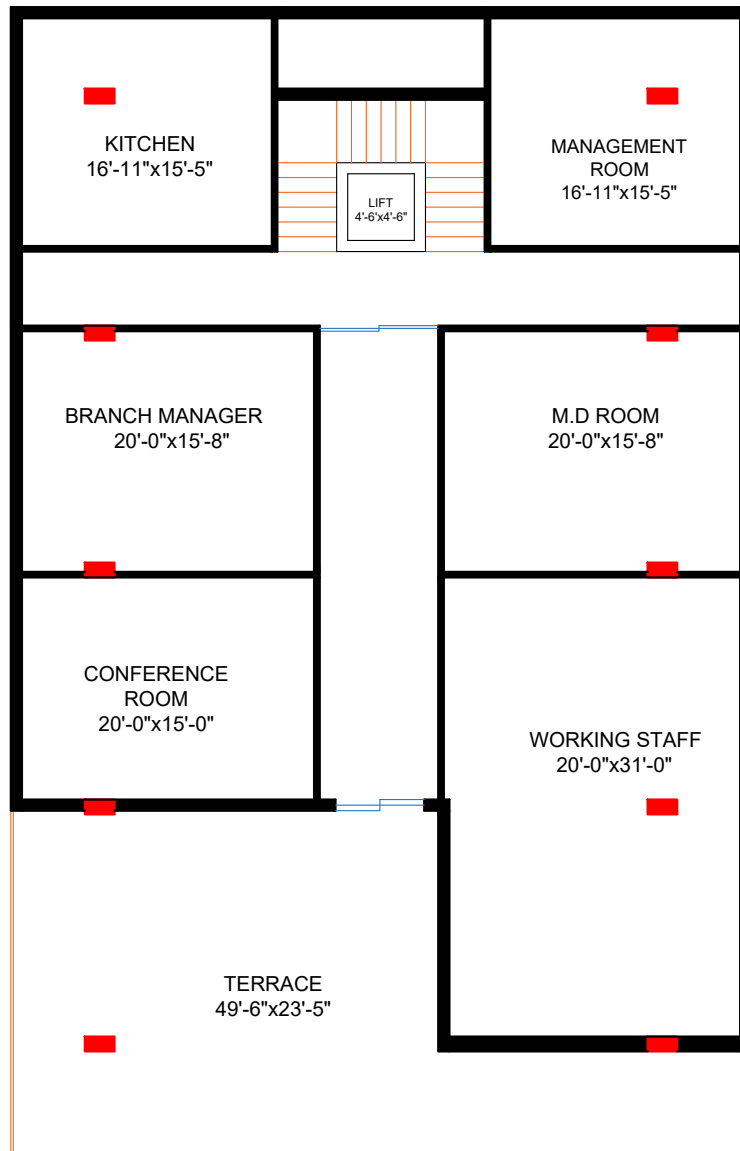 KITCHEN
16'-11"x15'-5"
MANAGEMENT
ROOM
16'-11"x15'-5"
LIFT
4'-6'x4'-6"
BRANCH MANAGER
20'-0"x15'-8"
M.D ROOM
20'-0"x15'-8"
CONFERENCE
ROOM
20'-0"x15'-0"
WORKING STAFF
20'-0"x31'-0"
TERRACE
49'-6"x23'-5"